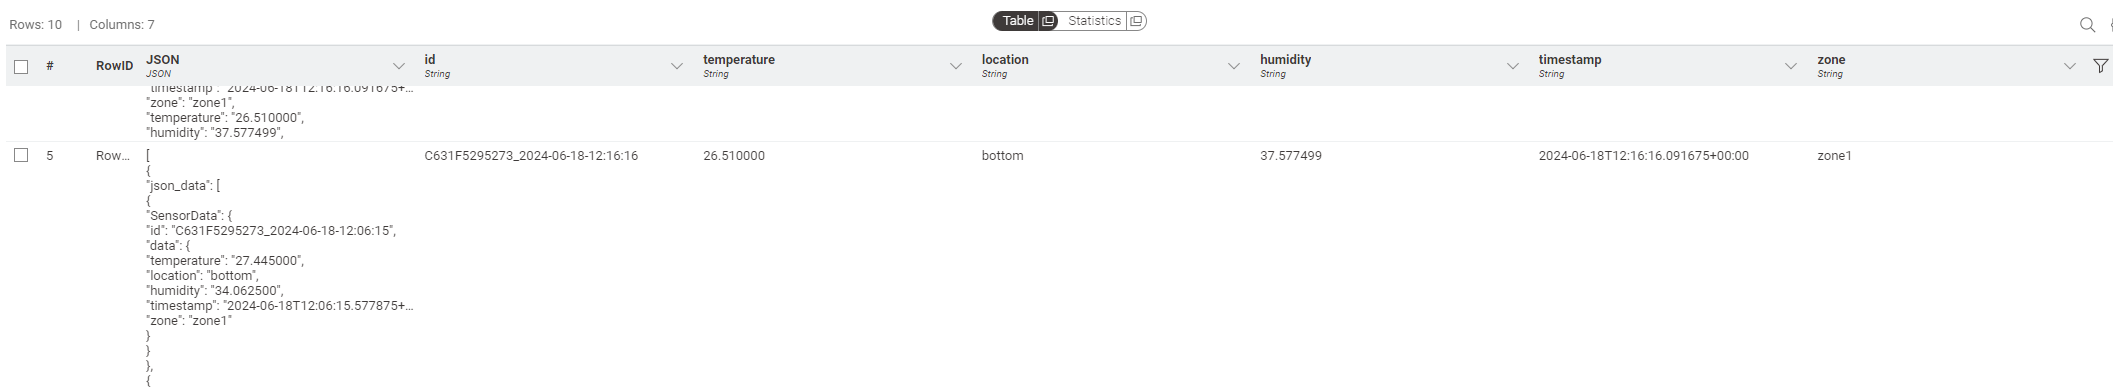 Rows: 10 | Columns: 7
Table Statistics
# RowID JSON id temperature location humidity timestamp zone
JSON String String String String String String
"timestamp": "2024-06-18T12:16:16.091675+...
"zone": "zone1",
"temperature": "26.510000",
"humidity": "37.577499",
5 Row... [ C631F5295273_2024-06-18-12:16:16 26.510000 bottom 37.577499 2024-06-18T12:16:16.091675+00:00 zone1
{
"json_data": [
{
"SensorData": {
"id": "C631F5295273_2024-06-18-12:06:15",
"data": {
"temperature": "27.445000",
"location": "bottom",
"humidity": "34.062500",
"timestamp": "2024-06-18T12:06:15.577875+...
"zone": "zone1"
}
}
},
{